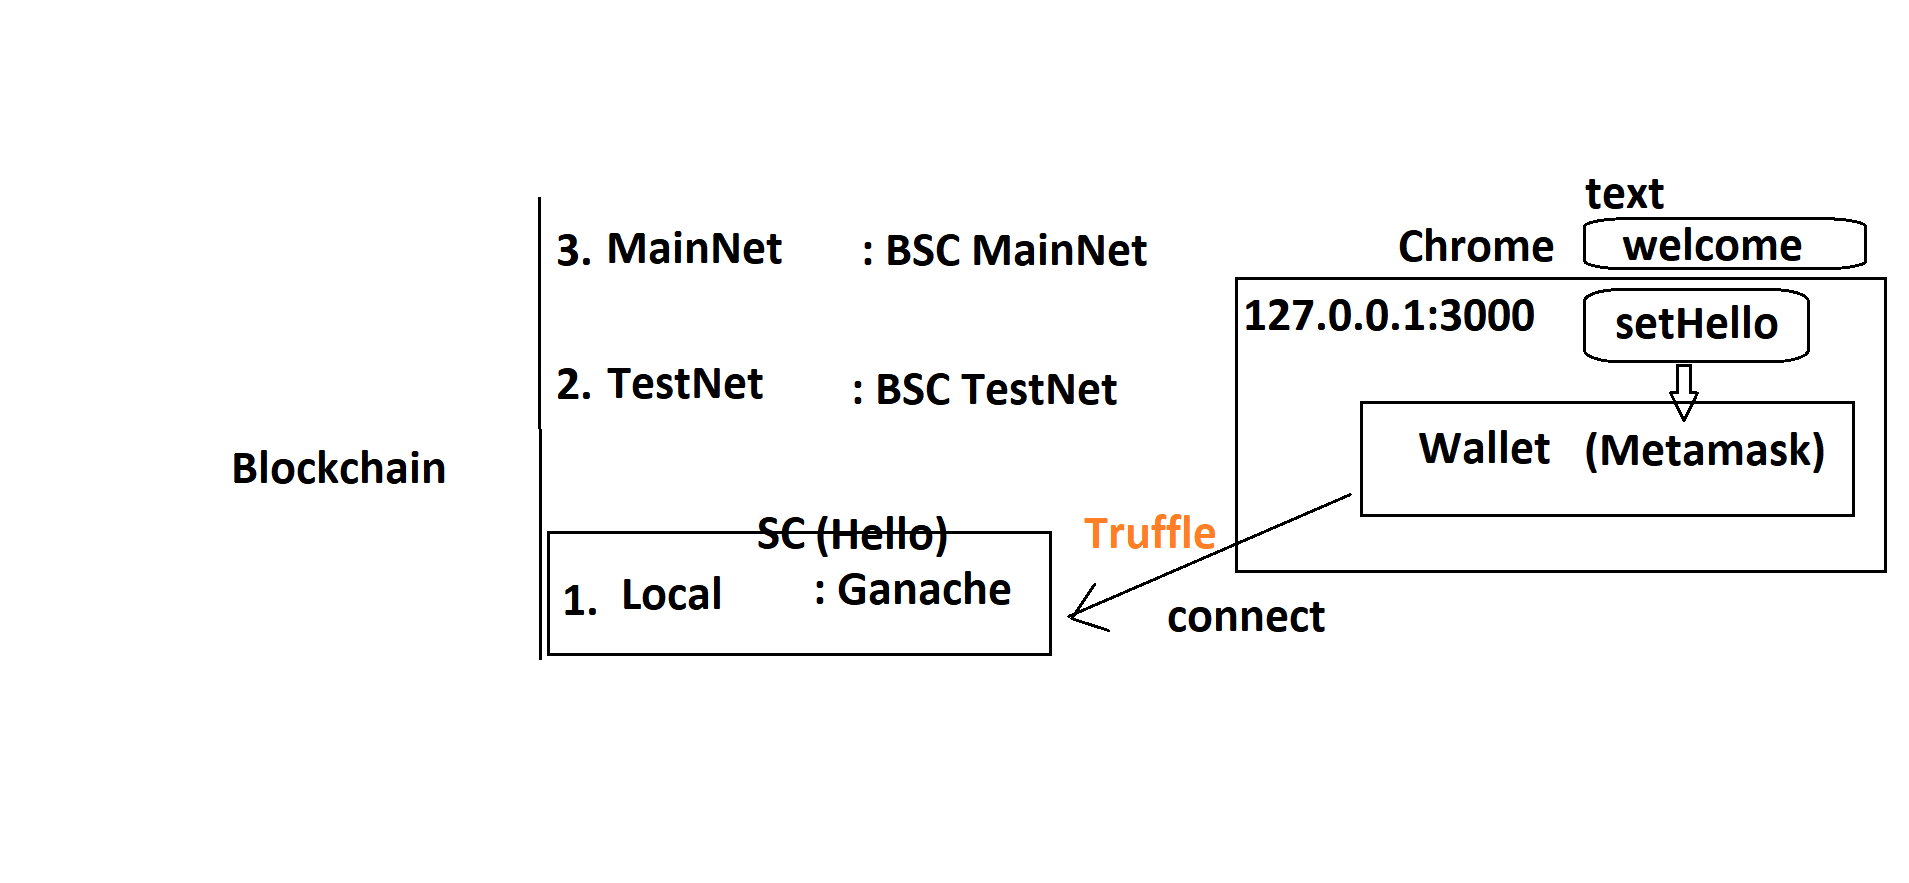 text
Chrome welcome
3. MainNet : BSC MainNet
127.0.0.1:3000 setHello
2. TestNet : BSC TestNet
Wallet (Metamask)
Blockchain
SC (Hello)
Truffle
1. Local : Ganache
connect